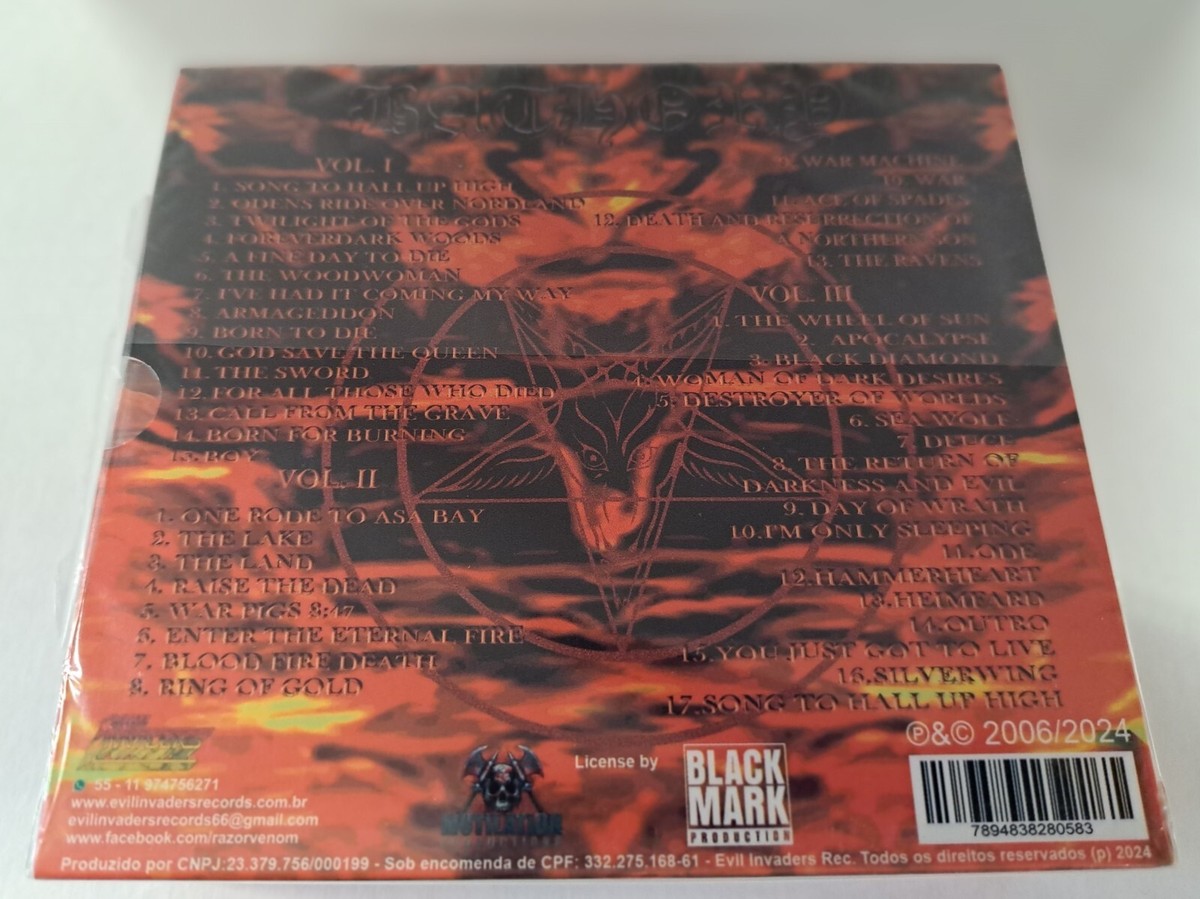 BATHORY
VOL. I
1. SONG TO HALL UP HIGH
2. ODENS RIDE OVER NORDLAND
3. TWILIGHT OF THE GODS
4. FOREVERDARK WOODS
5. A FINE DAY TO DIE
6. THE WOODWOMAN
7. I'VE HAD IT COMING MY WAY
8. ARMAGEDDON
9. BORN TO DIE
10. GOD SAVE THE QUEEN
11. THE SWORD
12. FOR ALL THOSE WHO DIED
13. CALL FROM THE GRAVE
14. BORN FOR BURNING
15. BOY
VOL. II
1. ONE RODE TO ASA BAY
2. THE LAKE
3. THE LAND
4. RAISE THE DEAD
5. WAR PIGS 8:47
6. ENTER THE ETERNAL FIRE
7. BLOOD FIRE DEATH
8. RING OF GOLD
9. WAR MACHINE
10. WAR
11. ACE OF SPADES
12. DEATH AND RESURRECTION OF
A NORTHERN SON
13. THE RAVENS
VOL. III
1. THE WHEEL OF SUN
2. APOCALYPSE
3. BLACK DIAMOND
4. WOMAN OF DARK DESIRES
5. DESTROYER OF WORLDS
6. SEA WOLF
7. DEUCE
8. THE RETURN OF
DARKNESS AND EVIL
9. DAY OF WRATH
10.I'M ONLY SLEEPING
11.ODE
12.HAMMERHEART
13.HEIMFARD
14.OUTRO
15.YOU JUST GOT TO LIVE
16.SILVERWING
17.SONG TO HALL UP HIGH
℗&© 2006/2024
55 - 11 974756271
www.evilinvadersrecords.com.br
evilinvadersrecords66@gmail.com
www.facebook.com/razorvenom
MUTILATION
PRODUCTIONS
License by
BLACK
MARK
PRODUCTION
7894838280583
Produzido por CNPJ:23.379.756/000199 - Sob encomenda de CPF: 332.275.168-61 - Evil Invaders Rec. Todos os direitos reservados (p) 2024